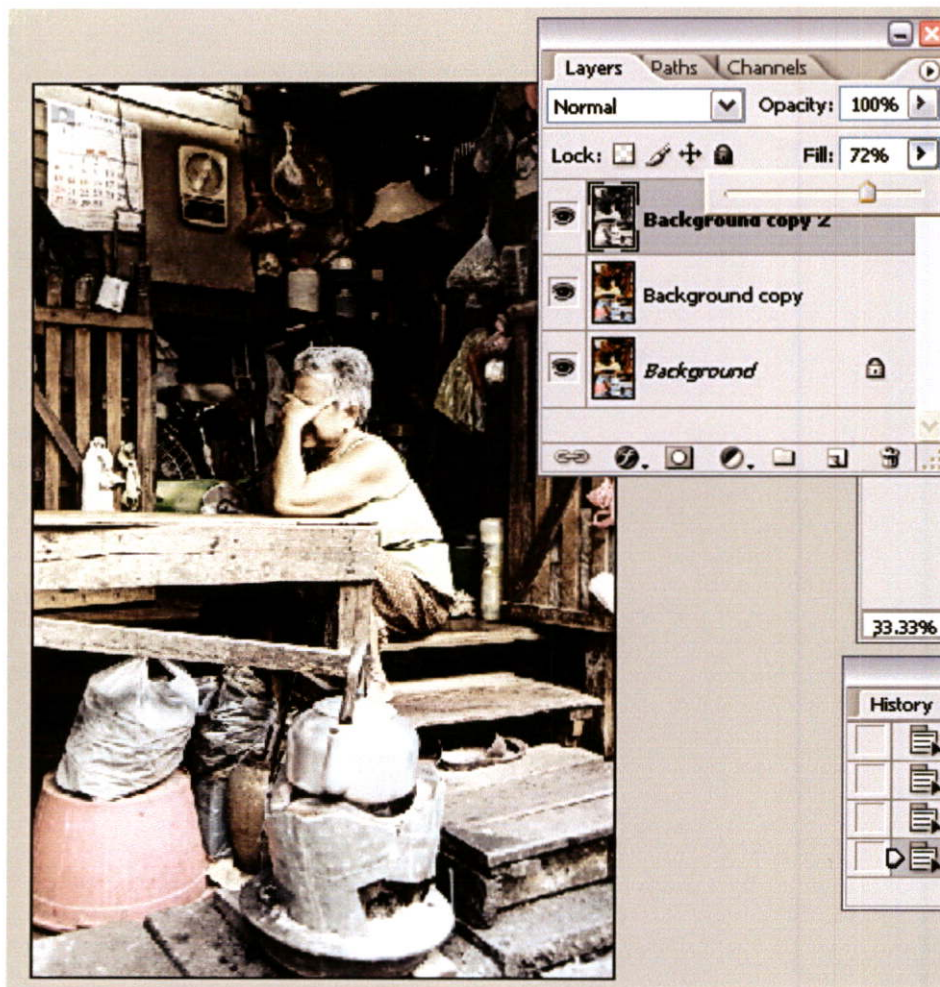 Layers Paths Channels
Normal Opacity: 100%
Lock: Fill: 72%
Background copy 2
Background copy
Background
33.33%
History